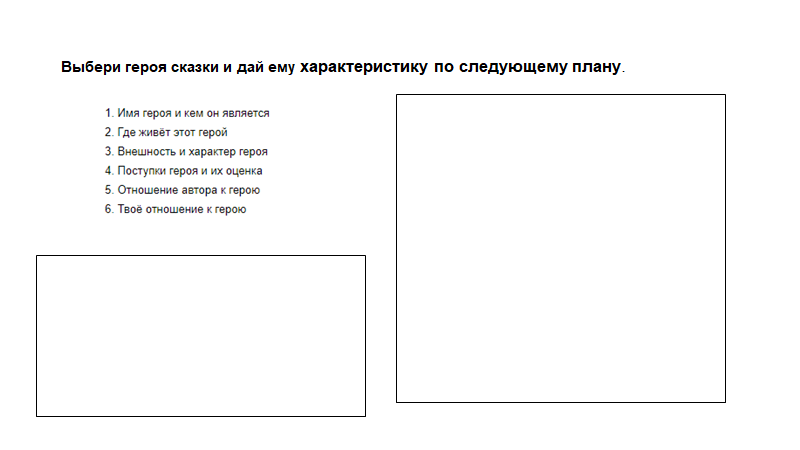 Выбери героя сказки и дай ему характеристику по следующему плану.
1. Имя героя и кем он является
2. Где живёт этот герой
3. Внешность и характер героя
4. Поступки героя и их оценка
5. Отношение автора к герою
6. Твоё отношение к герою